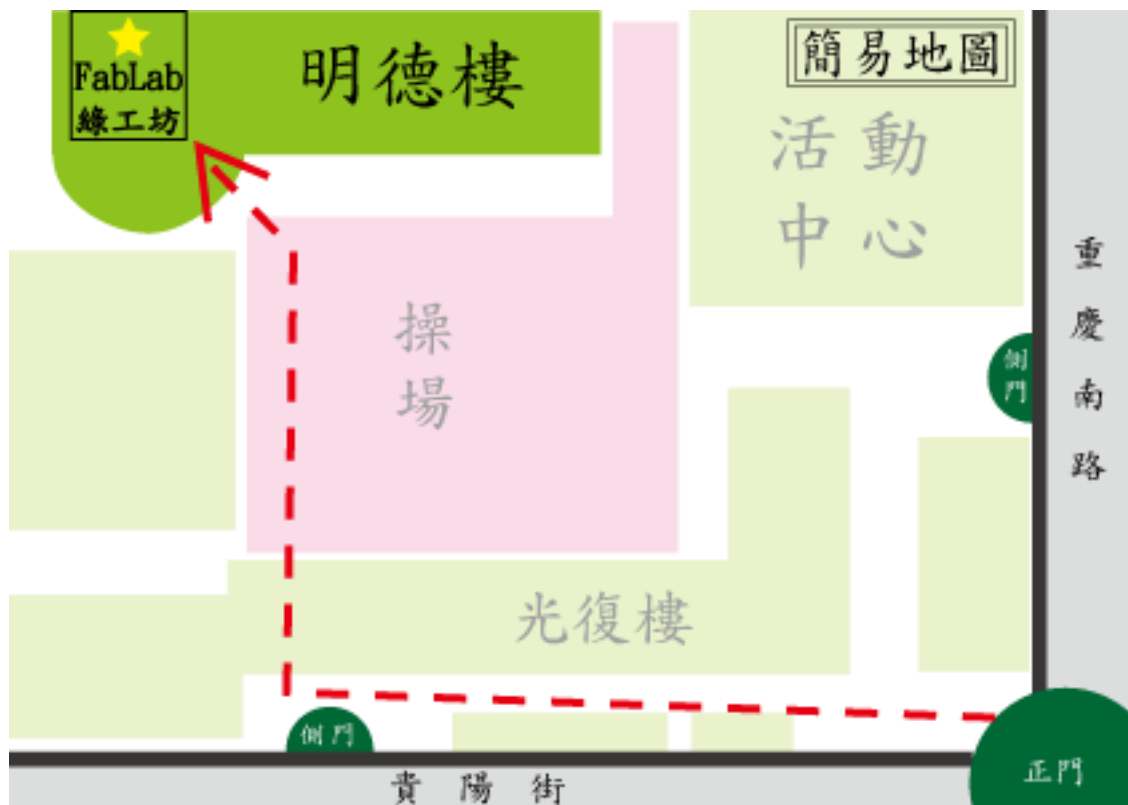 簡易地圖
FabLab
綠工坊
明德樓
活動
中心
重慶南路
操場
側門
光復樓
側門
正門
貴陽街